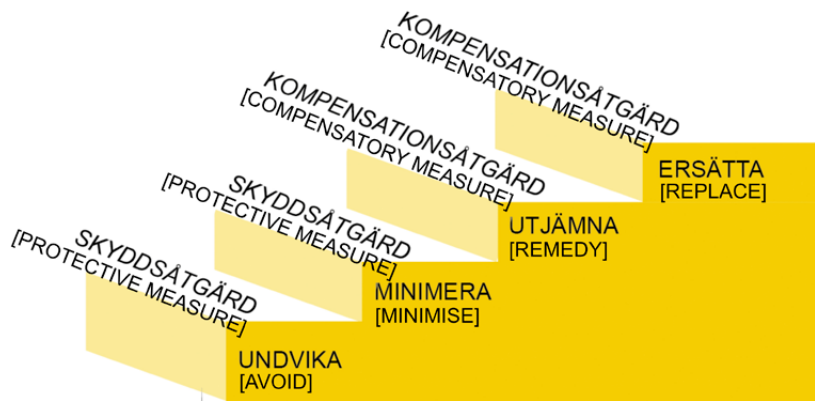 KOMPENSATIONSÅTGÄRD
[COMPENSATORY MEASURE]
ERSÄTTA
[REPLACE]
KOMPENSATIONSÅTGÄRD
[COMPENSATORY MEASURE]
UTJÄMNA
[REMEDY]
SKYDDSÅTGÄRD
[PROTECTIVE MEASURE]
MINIMERA
[MINIMISE]
SKYDDSÅTGÄRD
[PROTECTIVE MEASURE]
UNDVIKA
[AVOID]